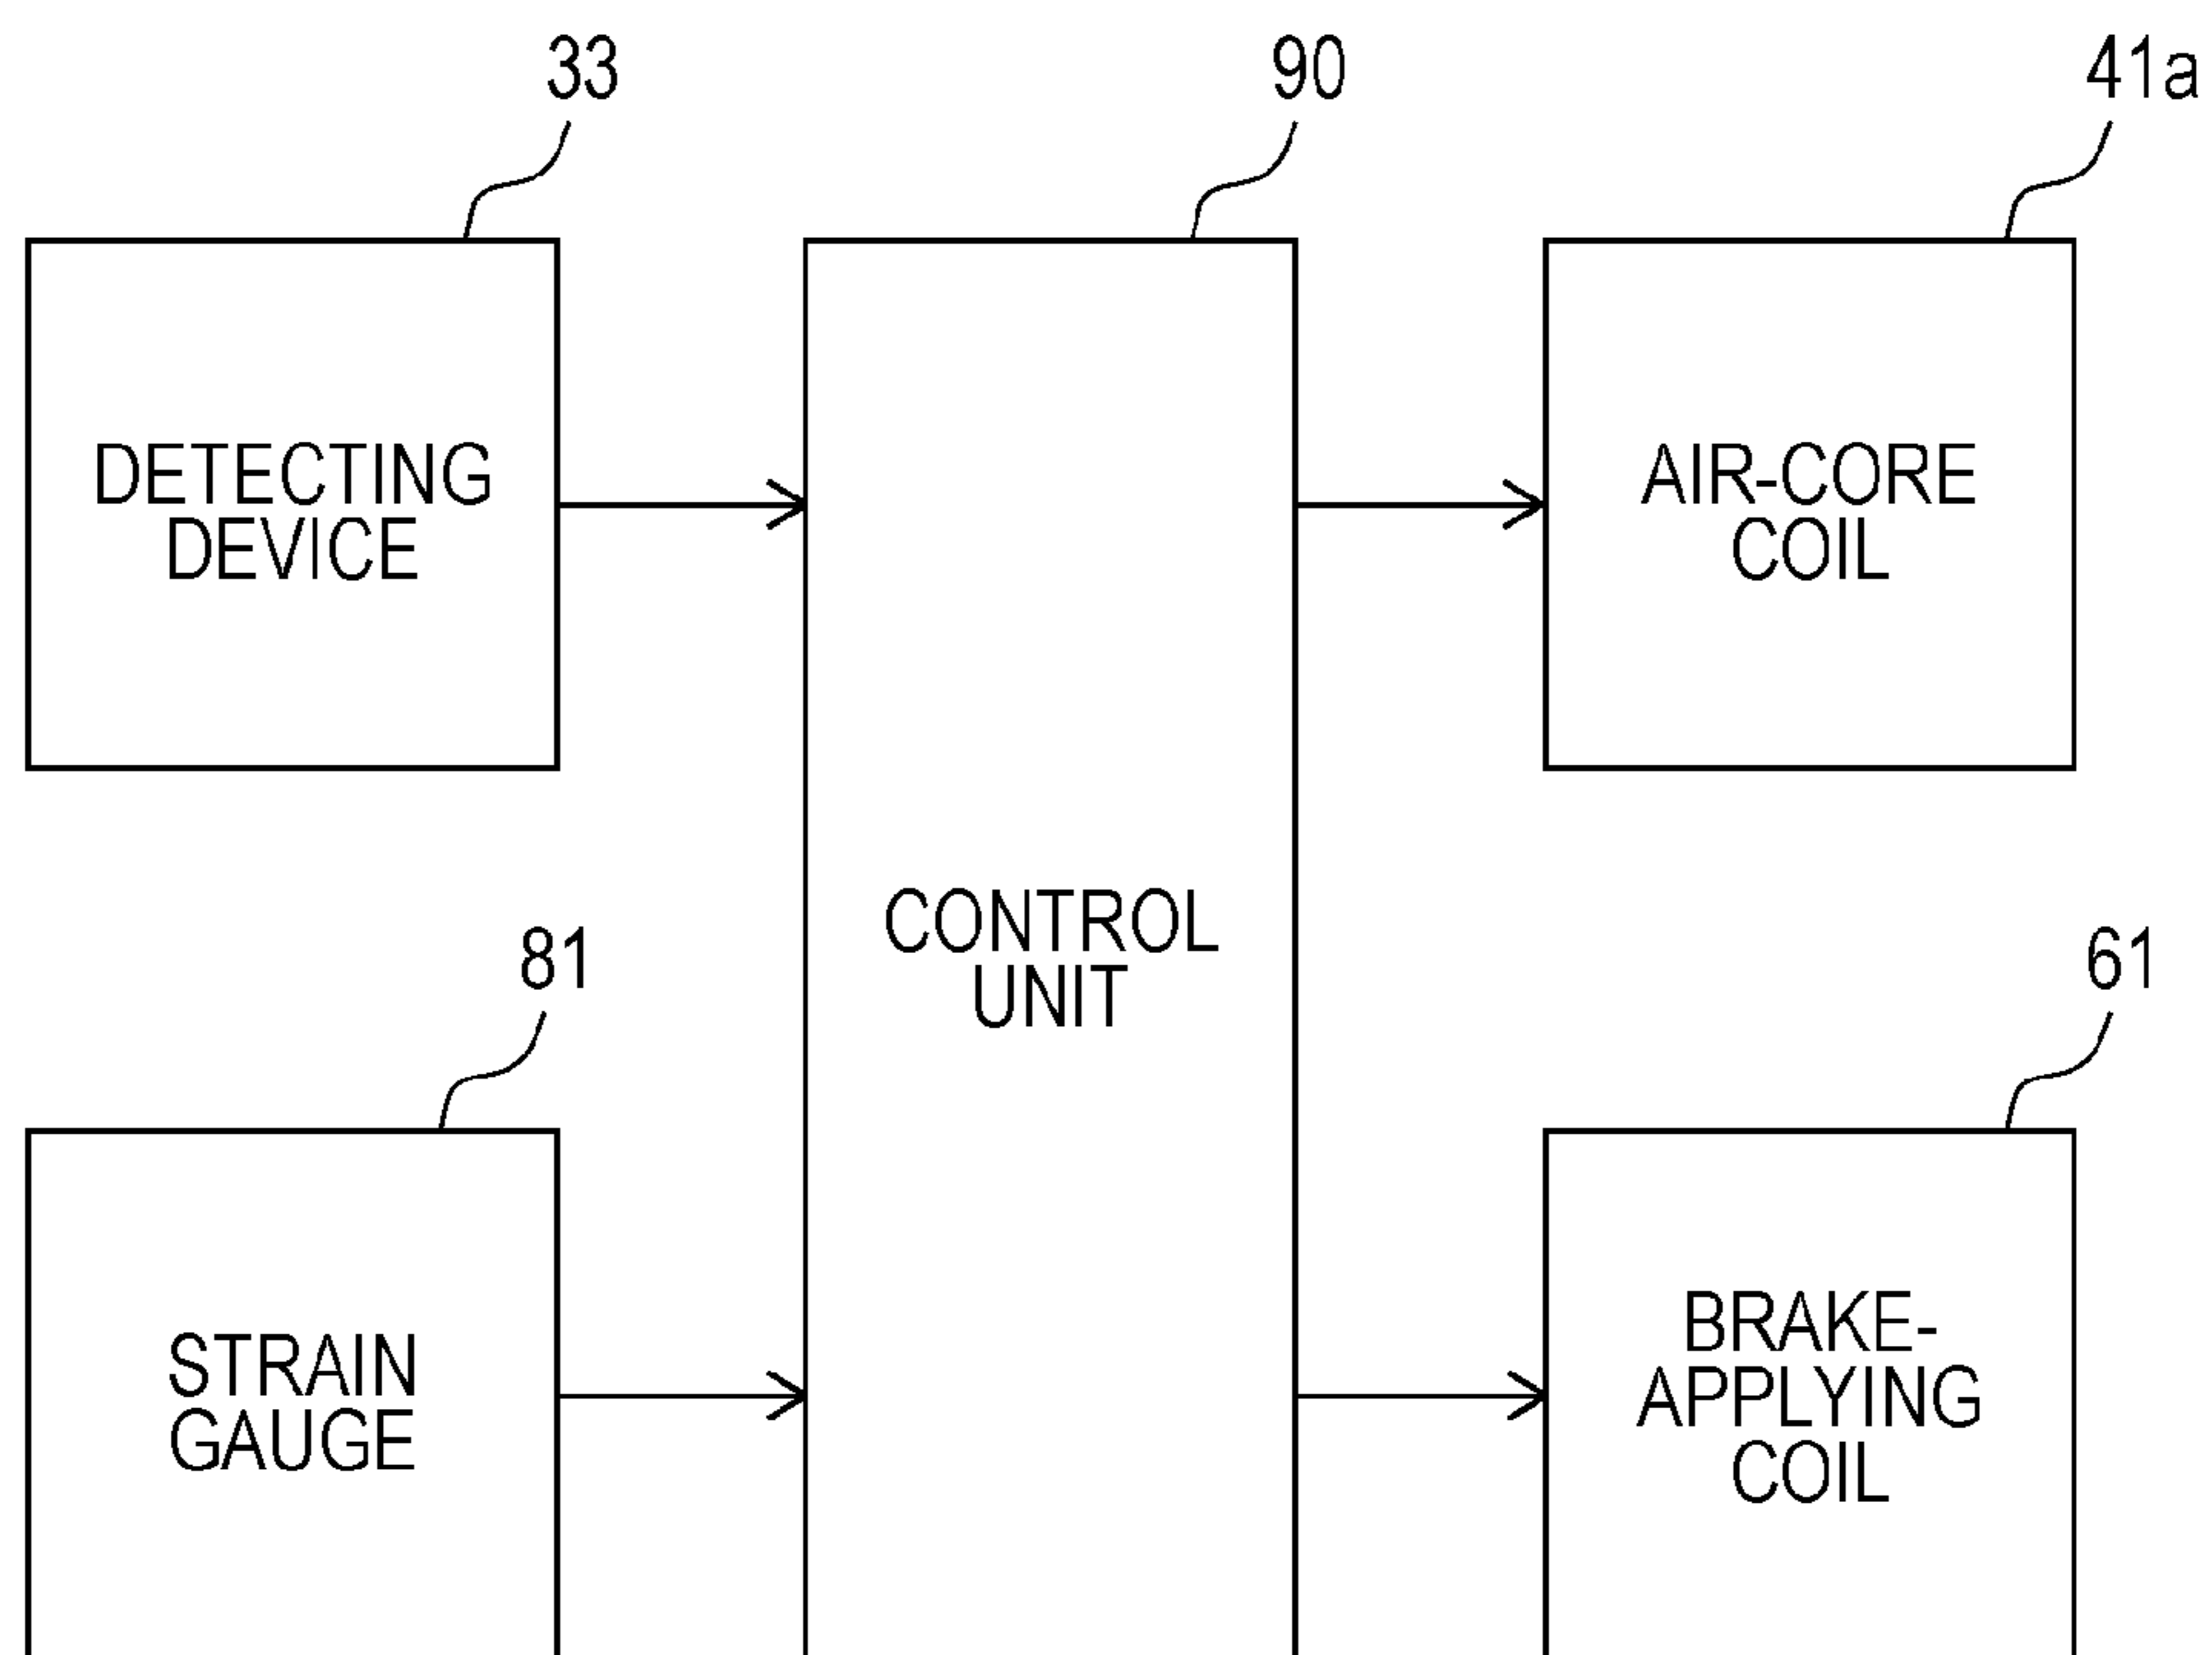 33
90
41a
DETECTING
DEVICE
AIR-CORE
COIL
CONTROL
UNIT
81
61
STRAIN
GAUGE
BRAKE-
APPLYING
COIL